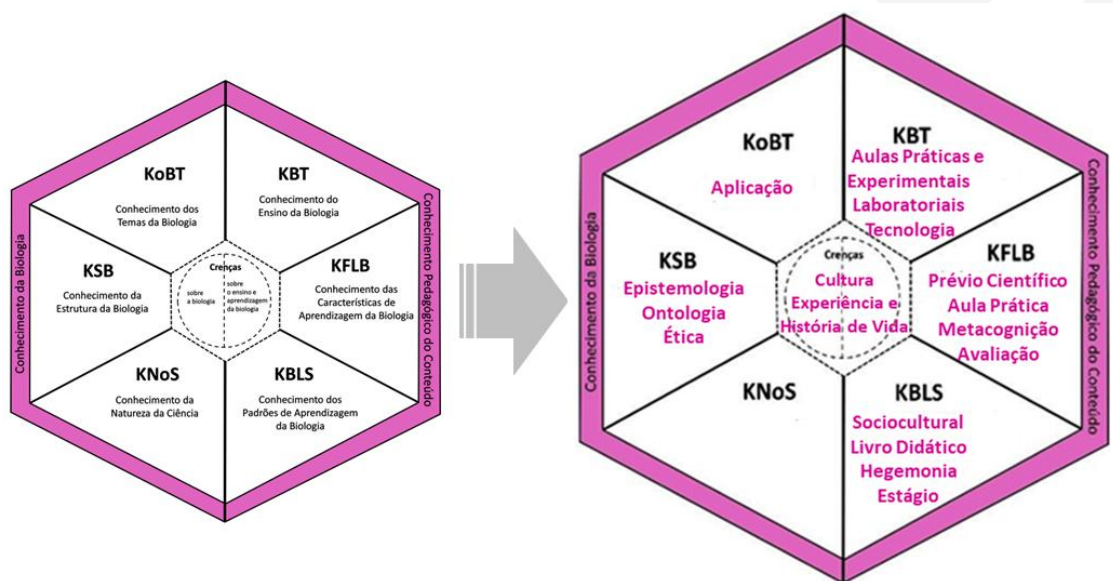 Conhecimento da Biologia
KoBT
Conhecimento dos
Temas da Biologia
KBT
Conhecimento do
Ensino da Biologia
KSB
Conhecimento da
Estrutura da Biologia
Crenças
sobre
a biologia
sobre
o ensino e
aprendizagem
da biologia
KFLB
Conhecimento das
Características de
Aprendizagem da Biologia
KNoS
Conhecimento da
Natureza da Ciência
KBLS
Conhecimento dos
Padrões de Aprendizagem
da Biologia
Conhecimento Pedagógico do Conteúdo
Conhecimento da Biologia
KoBT
Aplicação
KBT
Aulas Práticas e
Experimentais
Laboratoriais
Tecnologia
KSB
Epistemologia
Ontologia
Ética
Crenças
Cultura
Experiência e
História de Vida
KFLB
Prévio Científico
Aula Prática
Metacognição
Avaliação
KNoS
KBLS
Sociocultural
Livro Didático
Hegemonia
Estágio
Conhecimento Pedagógico do Conteúdo